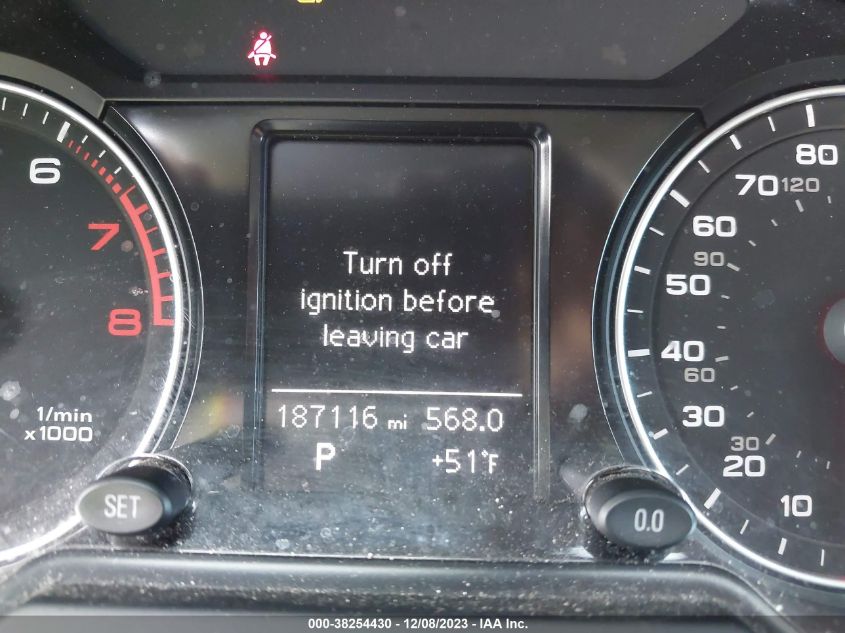 6
7
8
1/min
x1000
SET
Turn off
ignition before
leaving car
187116 mi 568.0
P +51°F
80
70 120
60
90
50
40
60
30
30
20
10
0.0
000-38254430 - 12/08/2023 - IAA Inc.